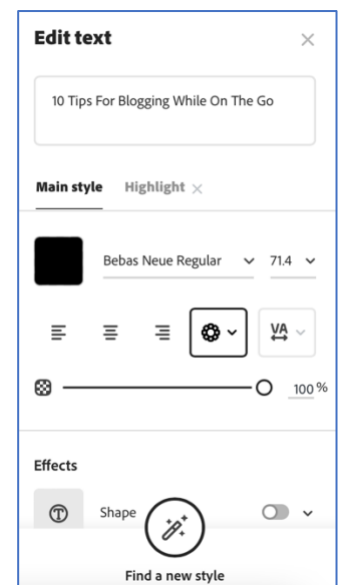 Edit text
10 Tips For Blogging While On The Go
Main style Highlight
Bebas Neue Regular 71.4
VA
100 %
Effects
T Shape
Find a new style